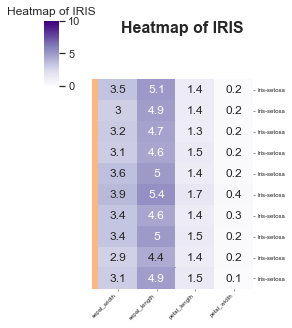 Heatmap of IRIS
10
5
0
Heatmap of IRIS
3.5 5.1 1.4 0.2 Iris-setosa
3 4.9 1.4 0.2 Iris-setosa
3.2 4.7 1.3 0.2 Iris-setosa
3.1 4.6 1.5 0.2 Iris-setosa
3.6 5 1.4 0.2 Iris-setosa
3.9 5.4 1.7 0.4 Iris-setosa
3.4 4.6 1.4 0.3 Iris-setosa
3.4 5 1.5 0.2 Iris-setosa
2.9 4.4 1.4 0.2 Iris-setosa
3.1 4.9 1.5 0.1 Iris-setosa
sepal_width sepal_length petal_length petal_width